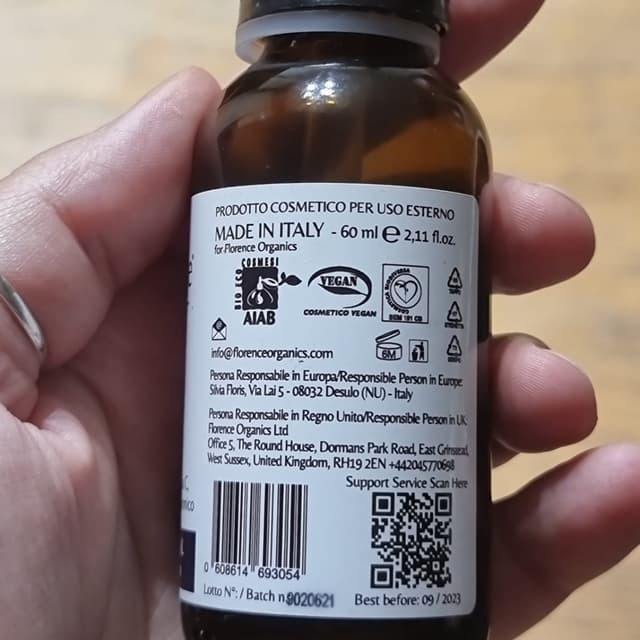 PRODOTTO COSMETICO PER USO ESTERNO
MADE IN ITALY - 60 ml ℮ 2,11 fl.oz.
for Florence Organics
BIO ECO COSMESI
AIAB
VEGAN
COSMETICO VEGAN
info@florenceorganics.com
6M
Persona Responsabile in Europa/Responsible Person in Europe:
Silvia Floris, Via Lai 5 - 08032 Desulo (NU) - Italy
Persona Responsabile in Regno Unito/Responsible Person in UK:
Florence Organics Ltd
Office 5, The Round House, Dormans Park Road, East Grinstead,
West Sussex, United Kingdom, RH19 2EN +442045770698
Support Service Scan Here
0 608614 693054
Lotto N°: / Batch n.9020621
Best before: 09 / 2023